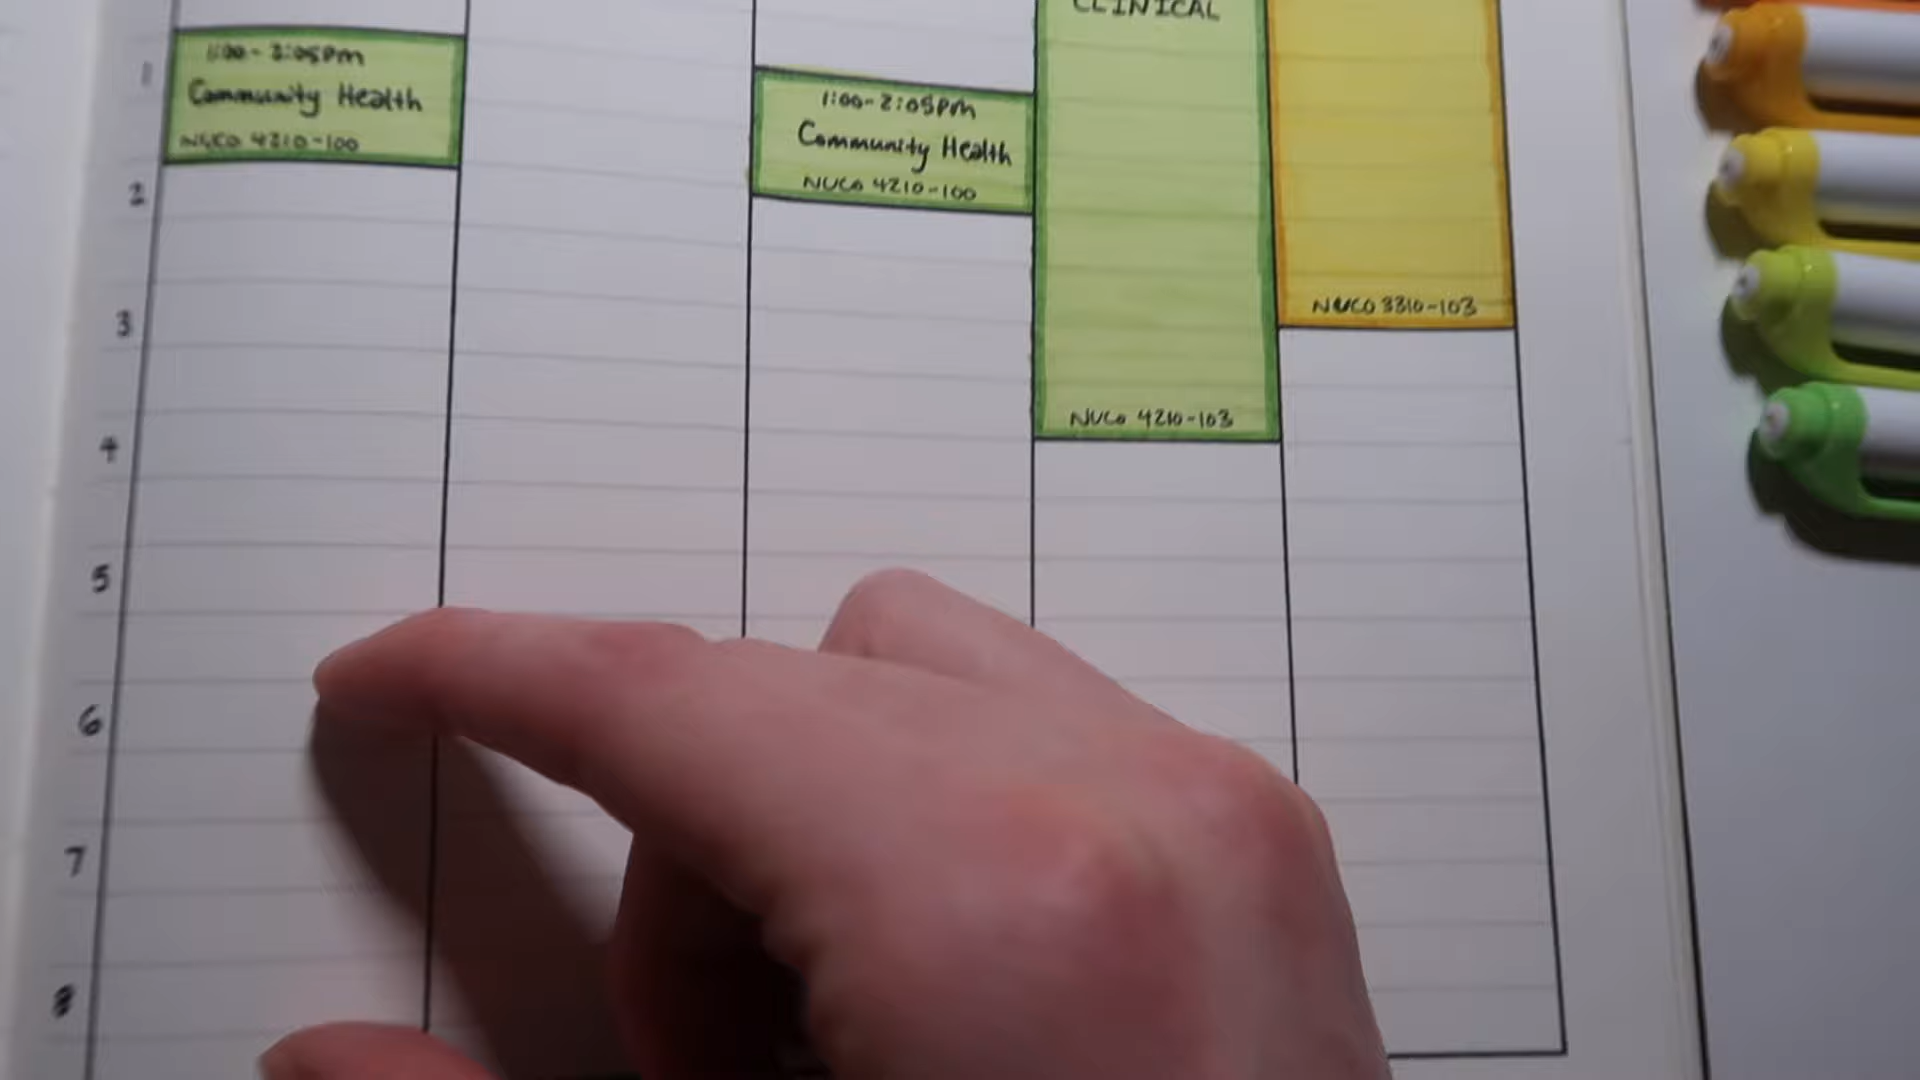 CLINICAL
1:00-2:05pm
Community Health
NUCO 4210-100
1:00-2:05pm
Community Health
NUCO 4210-100
NUCO 3310-103
NUCO 4210-103
1
2
3
4
5
6
7
8